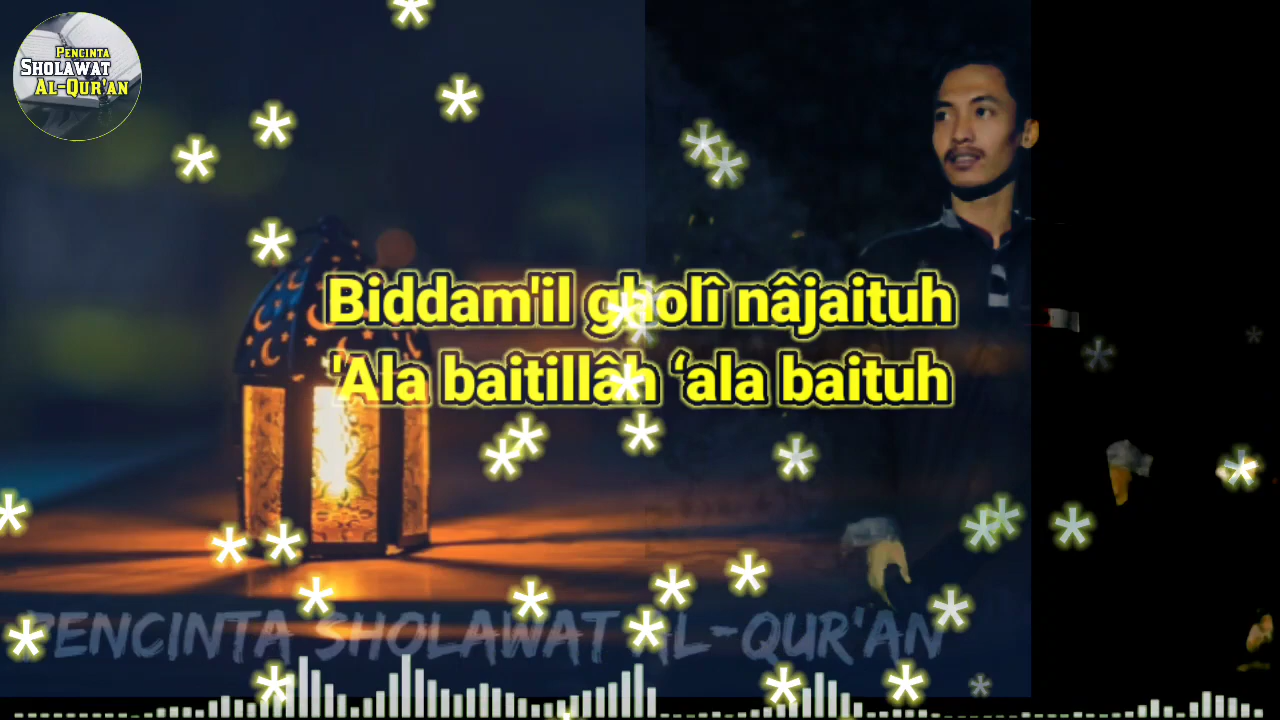 PENCINTA
SHOLAWAT
AL-QUR'AN
Biddam'il gholî nâjaituh
'Ala baitillâh ‘ala baituh
PENCINTA SHOLAWAT AL-QUR'AN